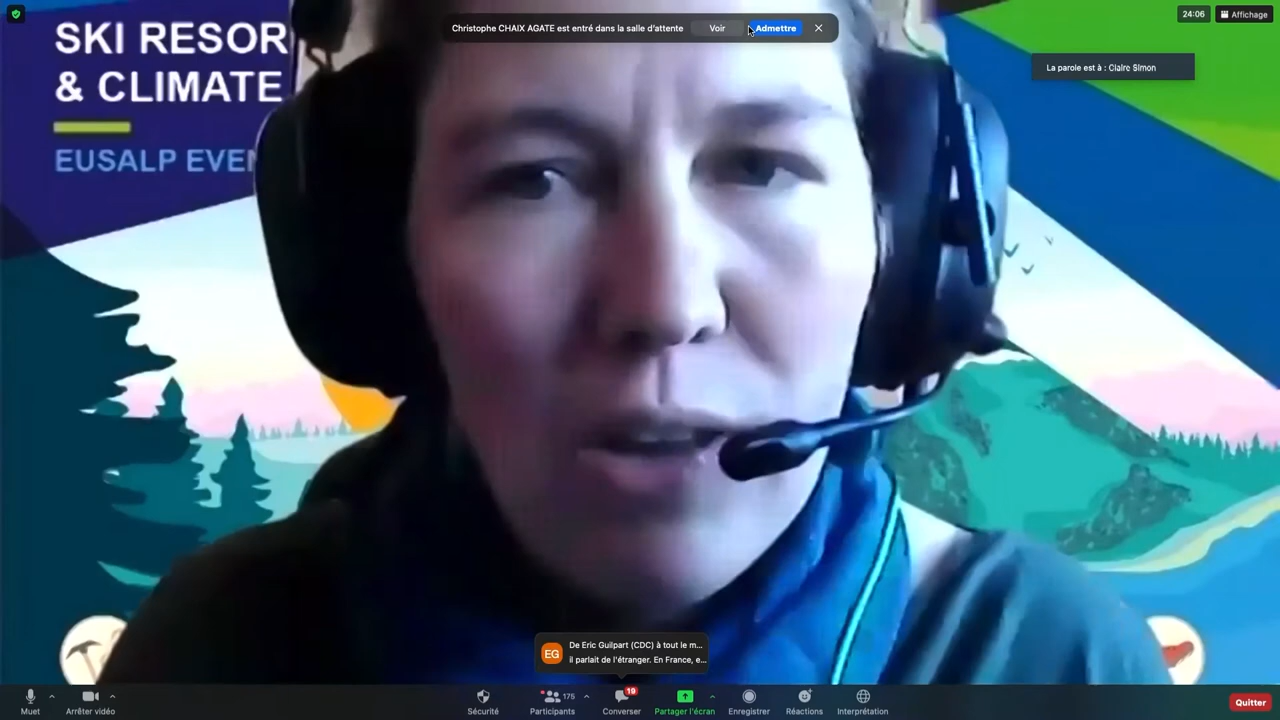 Christophe CHAIX AGATE est entré dans la salle d'attente
Voir
Admettre
24:06
Affichage
SKI RESOR
& CLIMATE
EUSALP EVEN
La parole est à : Claire Simon
EG
De Eric Guilpart (CDC) à tout le m...
il parlait de l'étranger. En France, e...
Muet
Arrêter vidéo
Sécurité
175
Participants
19
Converser
Partager l'écran
Enregistrer
Réactions
Interprétation
Quitter